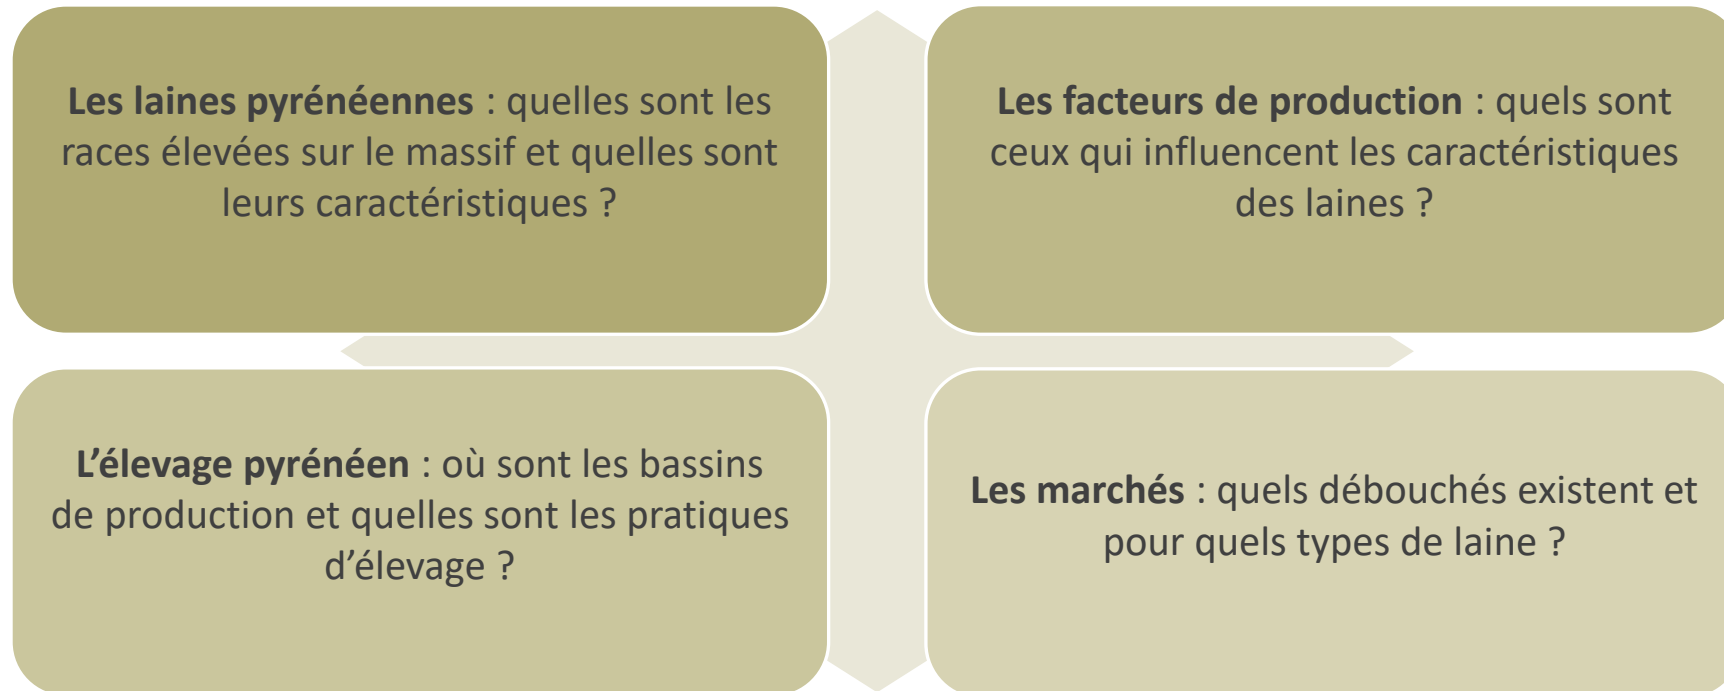 Les laines pyrénéennes : quelles sont les
races élevées sur le massif et quelles sont
leurs caractéristiques ?
Les facteurs de production : quels sont
ceux qui influencent les caractéristiques
des laines ?
L’élevage pyrénéen : où sont les bassins
de production et quelles sont les pratiques
d’élevage ?
Les marchés : quels débouchés existent et
pour quels types de laine ?